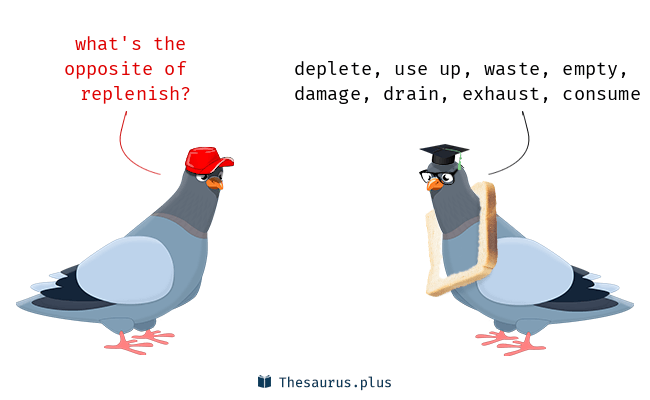 what's the
opposite of
replenish?
deplete, use up, waste, empty,
damage, drain, exhaust, consume
Thesaurus.plus